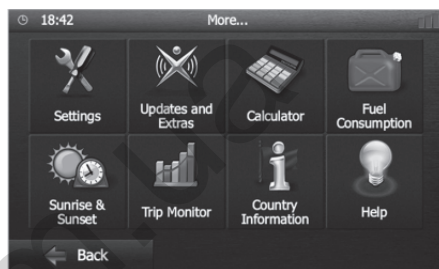 18:42 More...
Settings
Updates and
Extras
Calculator
Fuel
Consumption
Sunrise &
Sunset
Trip Monitor
Country
Information
Help
Back